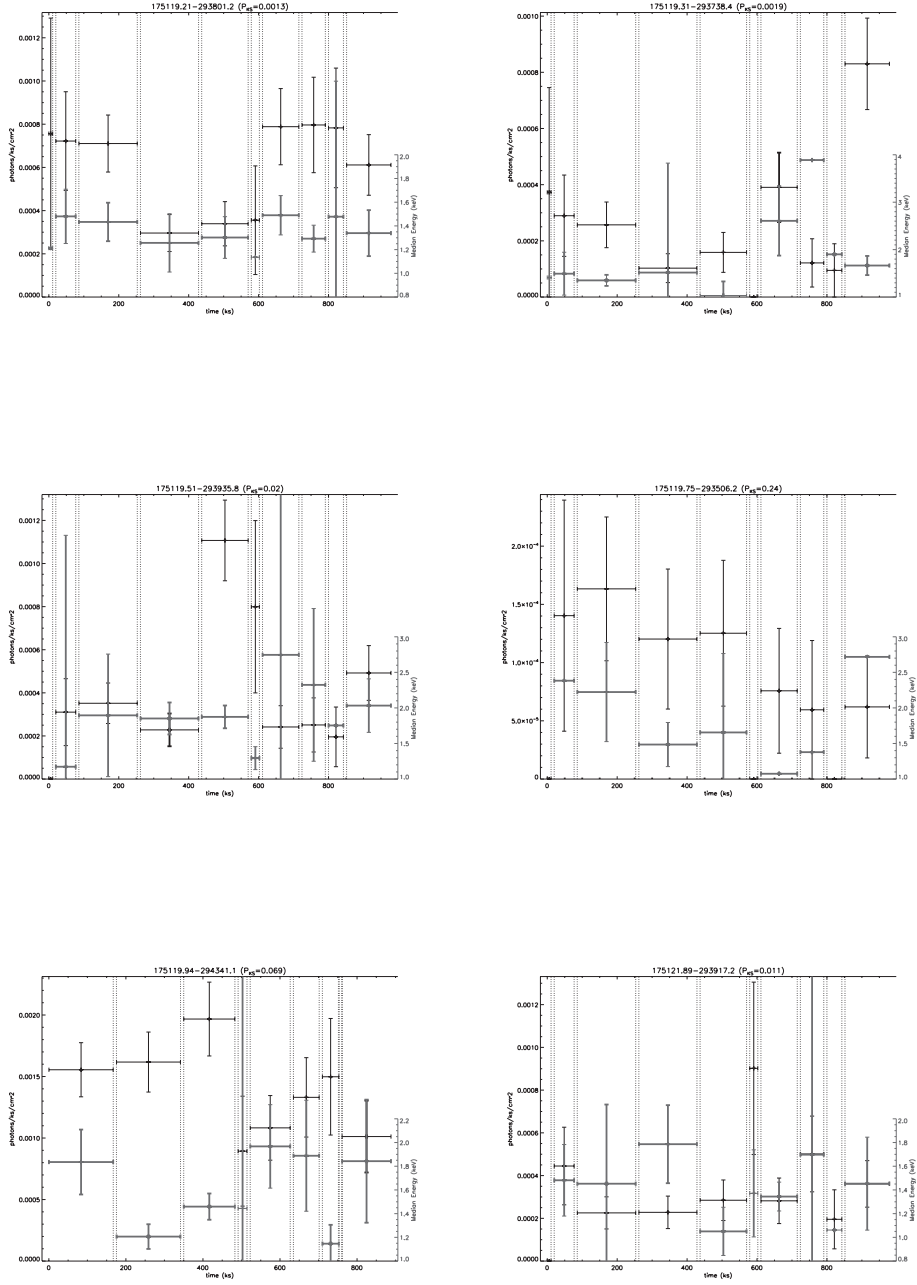 175119.21−293801.2 (P_KS=0.0013)
photons/ks/cm2
0.0012
0.0010
0.0008
0.0006
0.0004
0.0002
0.0000
2.0
1.8
1.6
1.4
1.2
1.0
0.8
Median Energy (keV)
0 200 400 600 800
time (ks)
175119.31−293738.4 (P_KS=0.0019)
photons/ks/cm2
0.0010
0.0008
0.0006
0.0004
0.0002
0.0000
4
3
2
1
Median Energy (keV)
0 200 400 600 800
time (ks)
175119.51−293935.8 (P_KS=0.02)
photons/ks/cm2
0.0012
0.0010
0.0008
0.0006
0.0004
0.0002
0.0000
3.0
2.5
2.0
1.5
1.0
Median Energy (keV)
0 200 400 600 800
time (ks)
175119.75−293506.2 (P_KS=0.24)
photons/ks/cm2
2.0×10⁻⁴
1.5×10⁻⁴
1.0×10⁻⁴
5.0×10⁻⁵
0
3.0
2.5
2.0
1.5
1.0
Median Energy (keV)
0 200 400 600 800
time (ks)
175119.94−294341.1 (P_KS=0.069)
photons/ks/cm2
0.0020
0.0015
0.0010
0.0005
0.0000
2.2
2.0
1.8
1.6
1.4
1.2
1.0
Median Energy (keV)
0 200 400 600 800
time (ks)
175121.89−293917.2 (P_KS=0.011)
photons/ks/cm2
0.0012
0.0010
0.0008
0.0006
0.0004
0.0002
0.0000
2.0
1.8
1.6
1.4
1.2
1.0
0.8
Median Energy (keV)
0 200 400 600 800
time (ks)